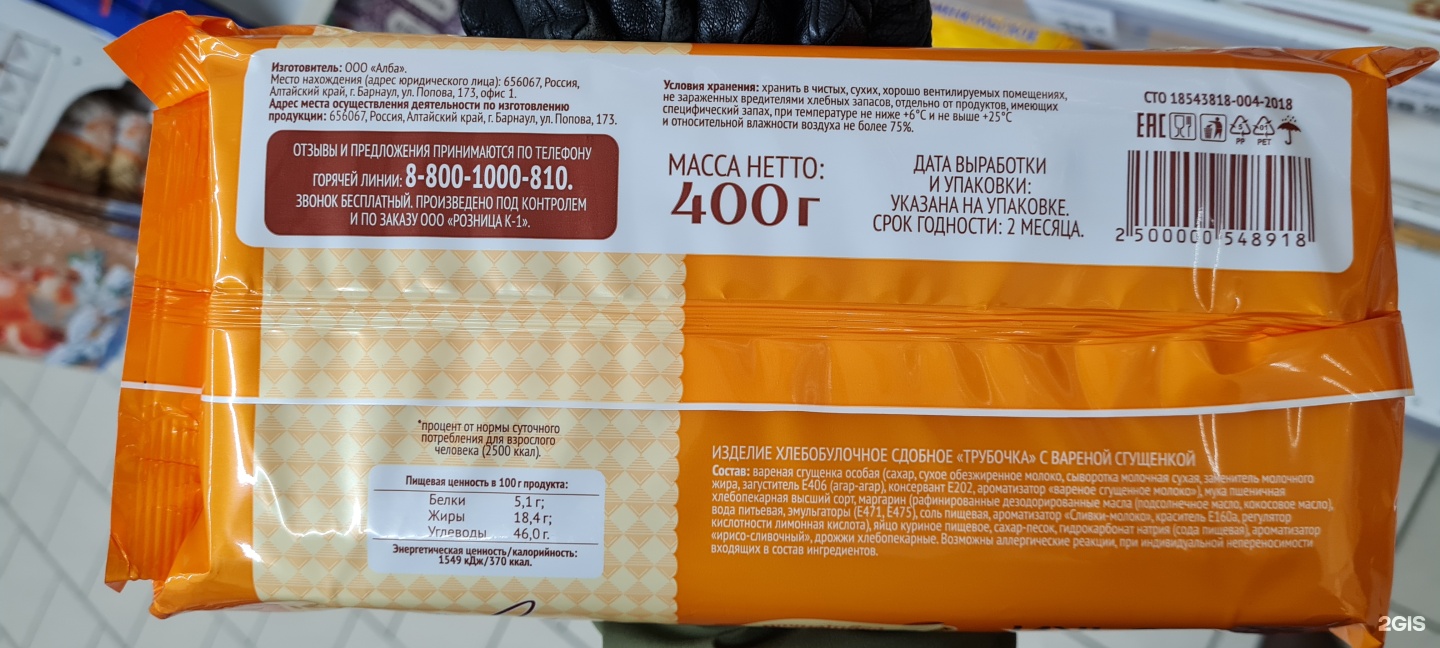 Изготовитель: ООО «Алба».
Место нахождения (адрес юридического лица): 656067, Россия,
Алтайский край, г. Барнаул, ул. Попова, 173, офис 1.
Адрес места осуществления деятельности по изготовлению
продукции: 656067, Россия, Алтайский край, г. Барнаул, ул. Попова, 173.
ОТЗЫВЫ И ПРЕДЛОЖЕНИЯ ПРИНИМАЮТСЯ ПО ТЕЛЕФОНУ
ГОРЯЧЕЙ ЛИНИИ: 8-800-1000-810.
ЗВОНОК БЕСПЛАТНЫЙ. ПРОИЗВЕДЕНО ПОД КОНТРОЛЕМ
И ПО ЗАКАЗУ ООО «РОЗНИЦА К-1».
Условия хранения: хранить в чистых, сухих, хорошо вентилируемых помещениях,
не зараженных вредителями хлебных запасов, отдельно от продуктов, имеющих
специфический запах, при температуре не ниже +6°С и не выше +25°С
и относительной влажности воздуха не более 75%.
МАССА НЕТТО:
400г
ДАТА ВЫРАБОТКИ
И УПАКОВКИ:
УКАЗАНА НА УПАКОВКЕ.
СРОК ГОДНОСТИ: 2 МЕСЯЦА.
СТО 18543818-004-2018
EAC
5 01
PP PET
2 500000 548918
*процент от нормы суточного
потребления для взрослого
человека (2500 ккал).
Пищевая ценность в 100 г продукта:
Белки 5,1 г;
Жиры 18,4 г;
Углеводы 46,0 г.
Энергетическая ценность/калорийность:
1549 кДж/370 ккал.
ИЗДЕЛИЕ ХЛЕБОБУЛОЧНОЕ СДОБНОЕ «ТРУБОЧКА» С ВАРЕНОЙ СГУЩЕНКОЙ
Состав: вареная сгущенка особая (сахар, сухое обезжиренное молоко, сыворотка молочная сухая, заменитель молочного
жира, загуститель Е406 (агар-агар), консервант Е202, ароматизатор «вареное сгущенное молоко»), мука пшеничная
хлебопекарная высший сорт, маргарин (рафинированные дезодорированные масла (подсолнечное масло, кокосовое масло),
вода питьевая, эмульгаторы (Е471, Е475), соль пищевая, ароматизатор «Сливки-молоко», краситель Е160а, регулятор
кислотности лимонная кислота), яйцо куриное пищевое, сахар-песок, гидрокарбонат натрия (сода пищевая), ароматизатор
«ирисо-сливочный», дрожжи хлебопекарные. Возможны аллергические реакции, при индивидуальной непереносимости
входящих в состав ингредиентов.
2GIS